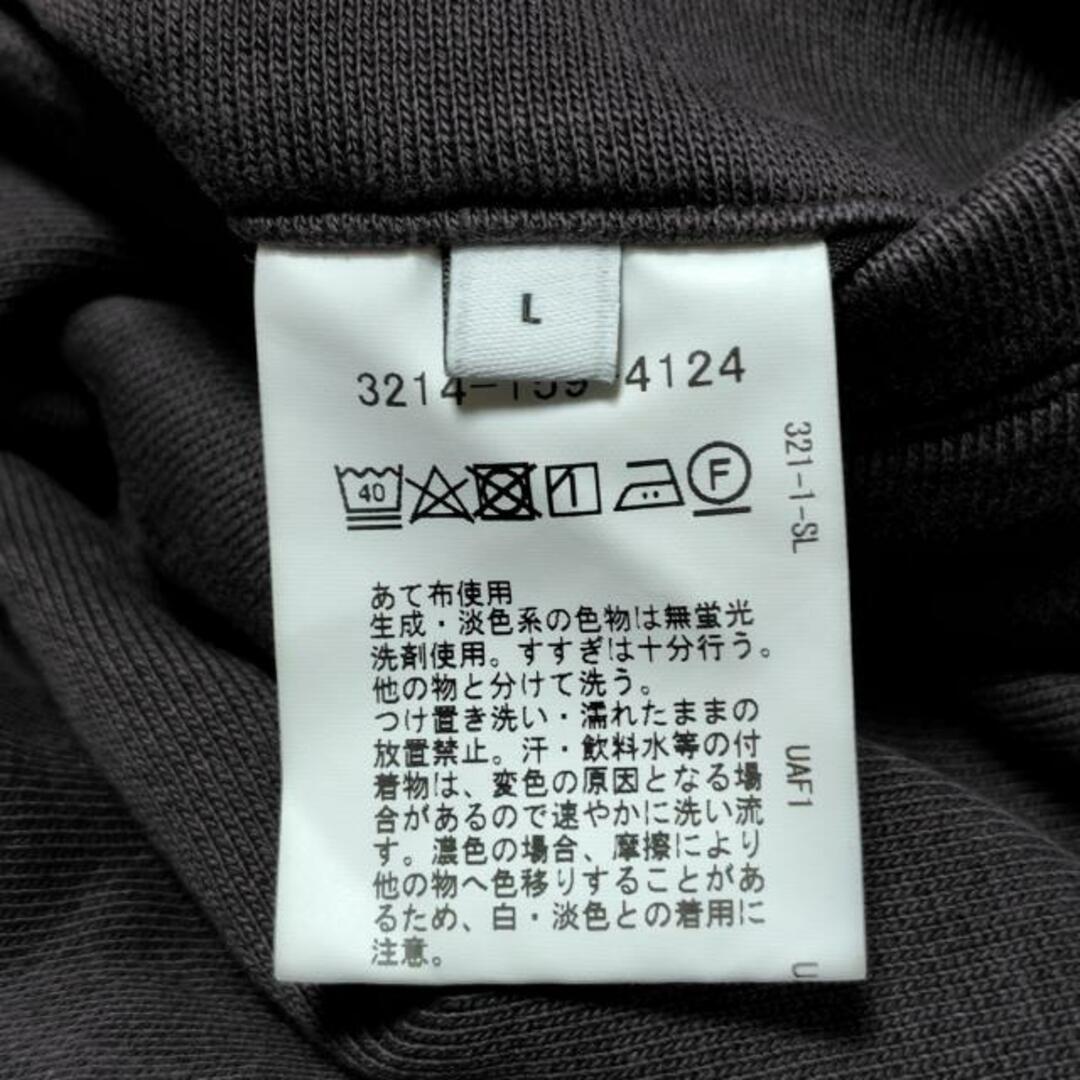 L
3214-159-4124
40
F
あて布使用
生成・淡色系の色物は無蛍光
洗剤使用。すすぎは十分行う。
他の物と分けて洗う。
つけ置き洗い・濡れたままの
放置禁止。汗・飲料水等の付
着物は、変色の原因となる場
合があるので速やかに洗い流
す。濃色の場合、摩擦により
他の物へ色移りすることがあ
るため、白・淡色との着用に
注意。
321-1-SL
UAF1